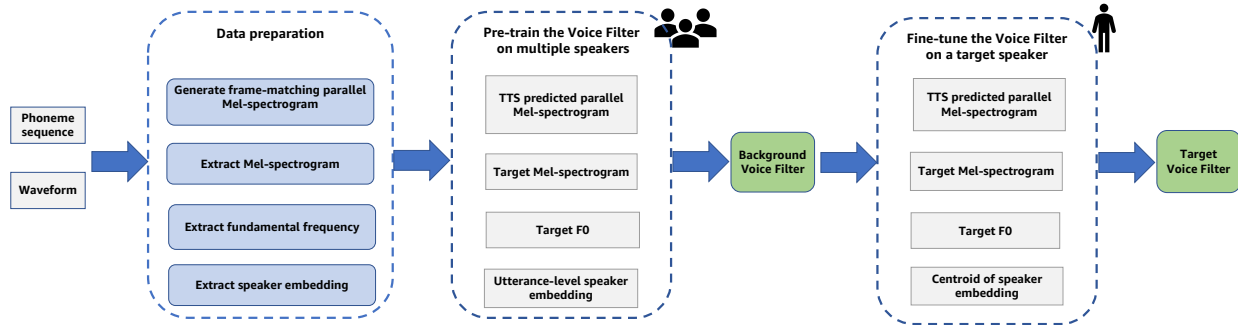 Phoneme
sequence
Waveform
Data preparation
Generate frame-matching parallel
Mel-spectrogram
Extract Mel-spectrogram
Extract fundamental frequency
Extract speaker embedding
Pre-train the Voice Filter
on multiple speakers
TTS predicted parallel
Mel-spectrogram
Target Mel-spectrogram
Target F0
Utterance-level speaker
embedding
Background
Voice Filter
Fine-tune the Voice Filter
on a target speaker
TTS predicted parallel
Mel-spectrogram
Target Mel-spectrogram
Target F0
Centroid of speaker
embedding
Target
Voice Filter